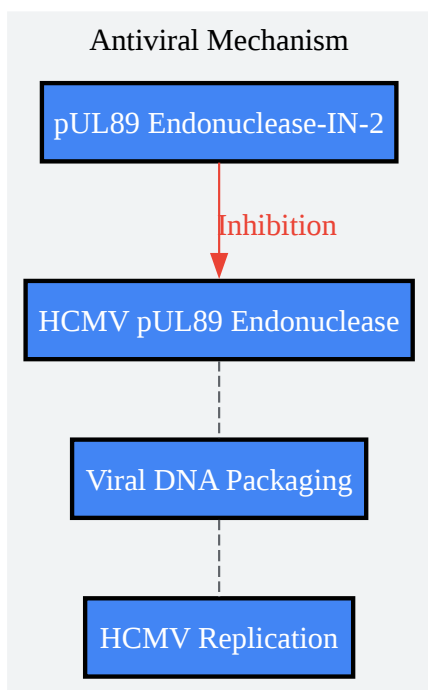 Antiviral Mechanism
pUL89 Endonuclease-IN-2
Inhibition
HCMV pUL89 Endonuclease
Viral DNA Packaging
HCMV Replication